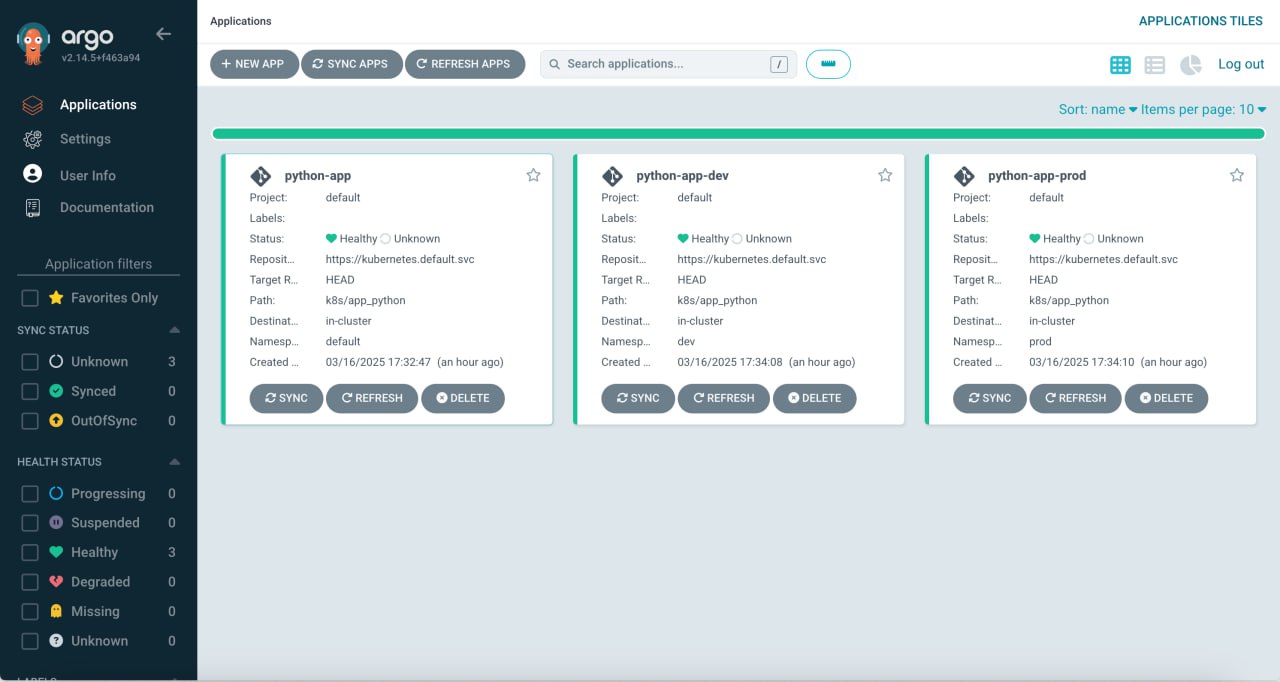 argo
v2.14.5+f463a94
Applications
Settings
User Info
Documentation
Application filters
Favorites Only
SYNC STATUS
Unknown 3
Synced 0
OutOfSync 0
HEALTH STATUS
Progressing 0
Suspended 0
Healthy 3
Degraded 0
Missing 0
Unknown 0
LABELS
Applications
APPLICATIONS TILES
+ NEW APP SYNC APPS REFRESH APPS Search applications... / Log out
Sort: name Items per page: 10
python-app
Project: default
Labels:
Status: Healthy Unknown
Reposit... https://kubernetes.default.svc
Target R... HEAD
Path: k8s/app_python
Destinat... in-cluster
Namesp... default
Created ... 03/16/2025 17:32:47 (an hour ago)
SYNC REFRESH DELETE
python-app-dev
Project: default
Labels:
Status: Healthy Unknown
Reposit... https://kubernetes.default.svc
Target R... HEAD
Path: k8s/app_python
Destinat... in-cluster
Namesp... dev
Created ... 03/16/2025 17:34:08 (an hour ago)
SYNC REFRESH DELETE
python-app-prod
Project: default
Labels:
Status: Healthy Unknown
Reposit... https://kubernetes.default.svc
Target R... HEAD
Path: k8s/app_python
Destinat... in-cluster
Namesp... prod
Created ... 03/16/2025 17:34:10 (an hour ago)
SYNC REFRESH DELETE